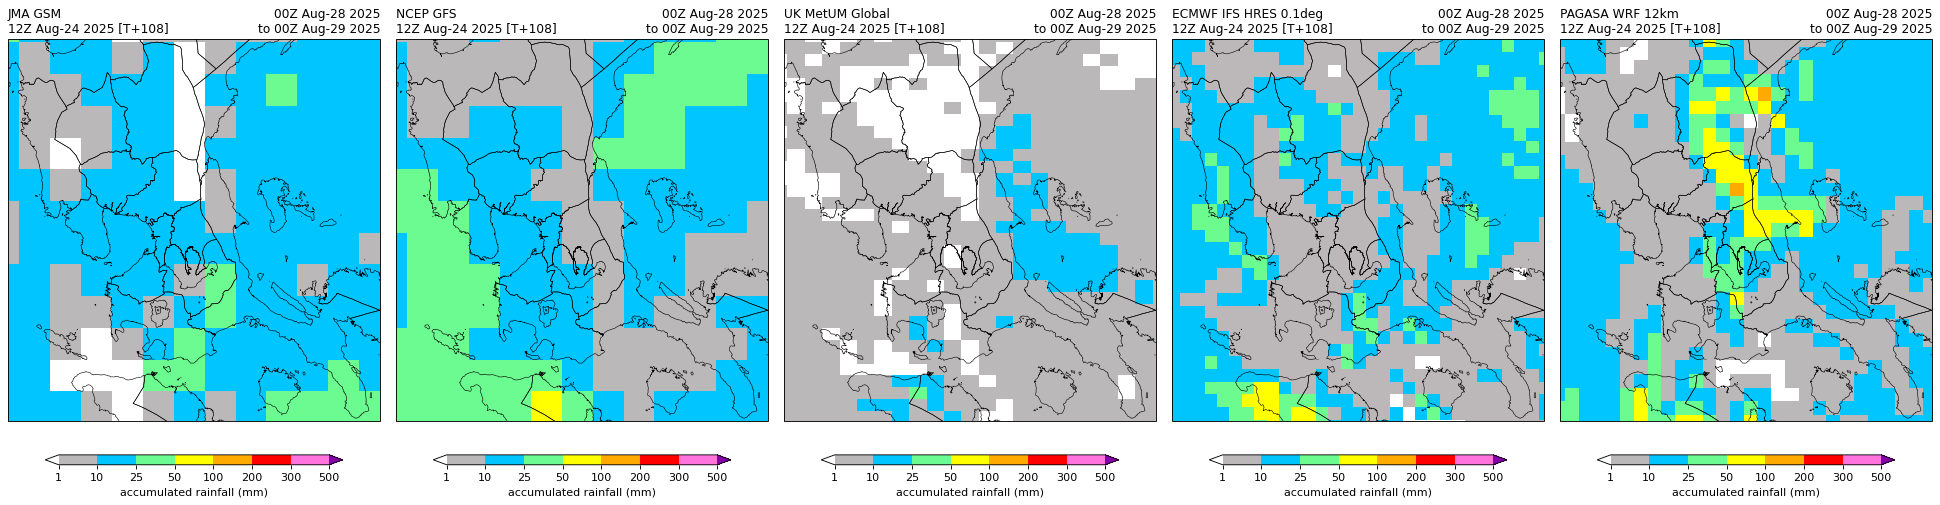 JMA GSM 00Z Aug-28 2025
12Z Aug-24 2025 [T+108] to 00Z Aug-29 2025
1 10 25 50 100 200 300 500
accumulated rainfall (mm)
NCEP GFS 00Z Aug-28 2025
12Z Aug-24 2025 [T+108] to 00Z Aug-29 2025
1 10 25 50 100 200 300 500
accumulated rainfall (mm)
UK MetUM Global 00Z Aug-28 2025
12Z Aug-24 2025 [T+108] to 00Z Aug-29 2025
1 10 25 50 100 200 300 500
accumulated rainfall (mm)
ECMWF IFS HRES 0.1deg 00Z Aug-28 2025
12Z Aug-24 2025 [T+108] to 00Z Aug-29 2025
1 10 25 50 100 200 300 500
accumulated rainfall (mm)
PAGASA WRF 12km 00Z Aug-28 2025
12Z Aug-24 2025 [T+108] to 00Z Aug-29 2025
1 10 25 50 100 200 300 500
accumulated rainfall (mm)